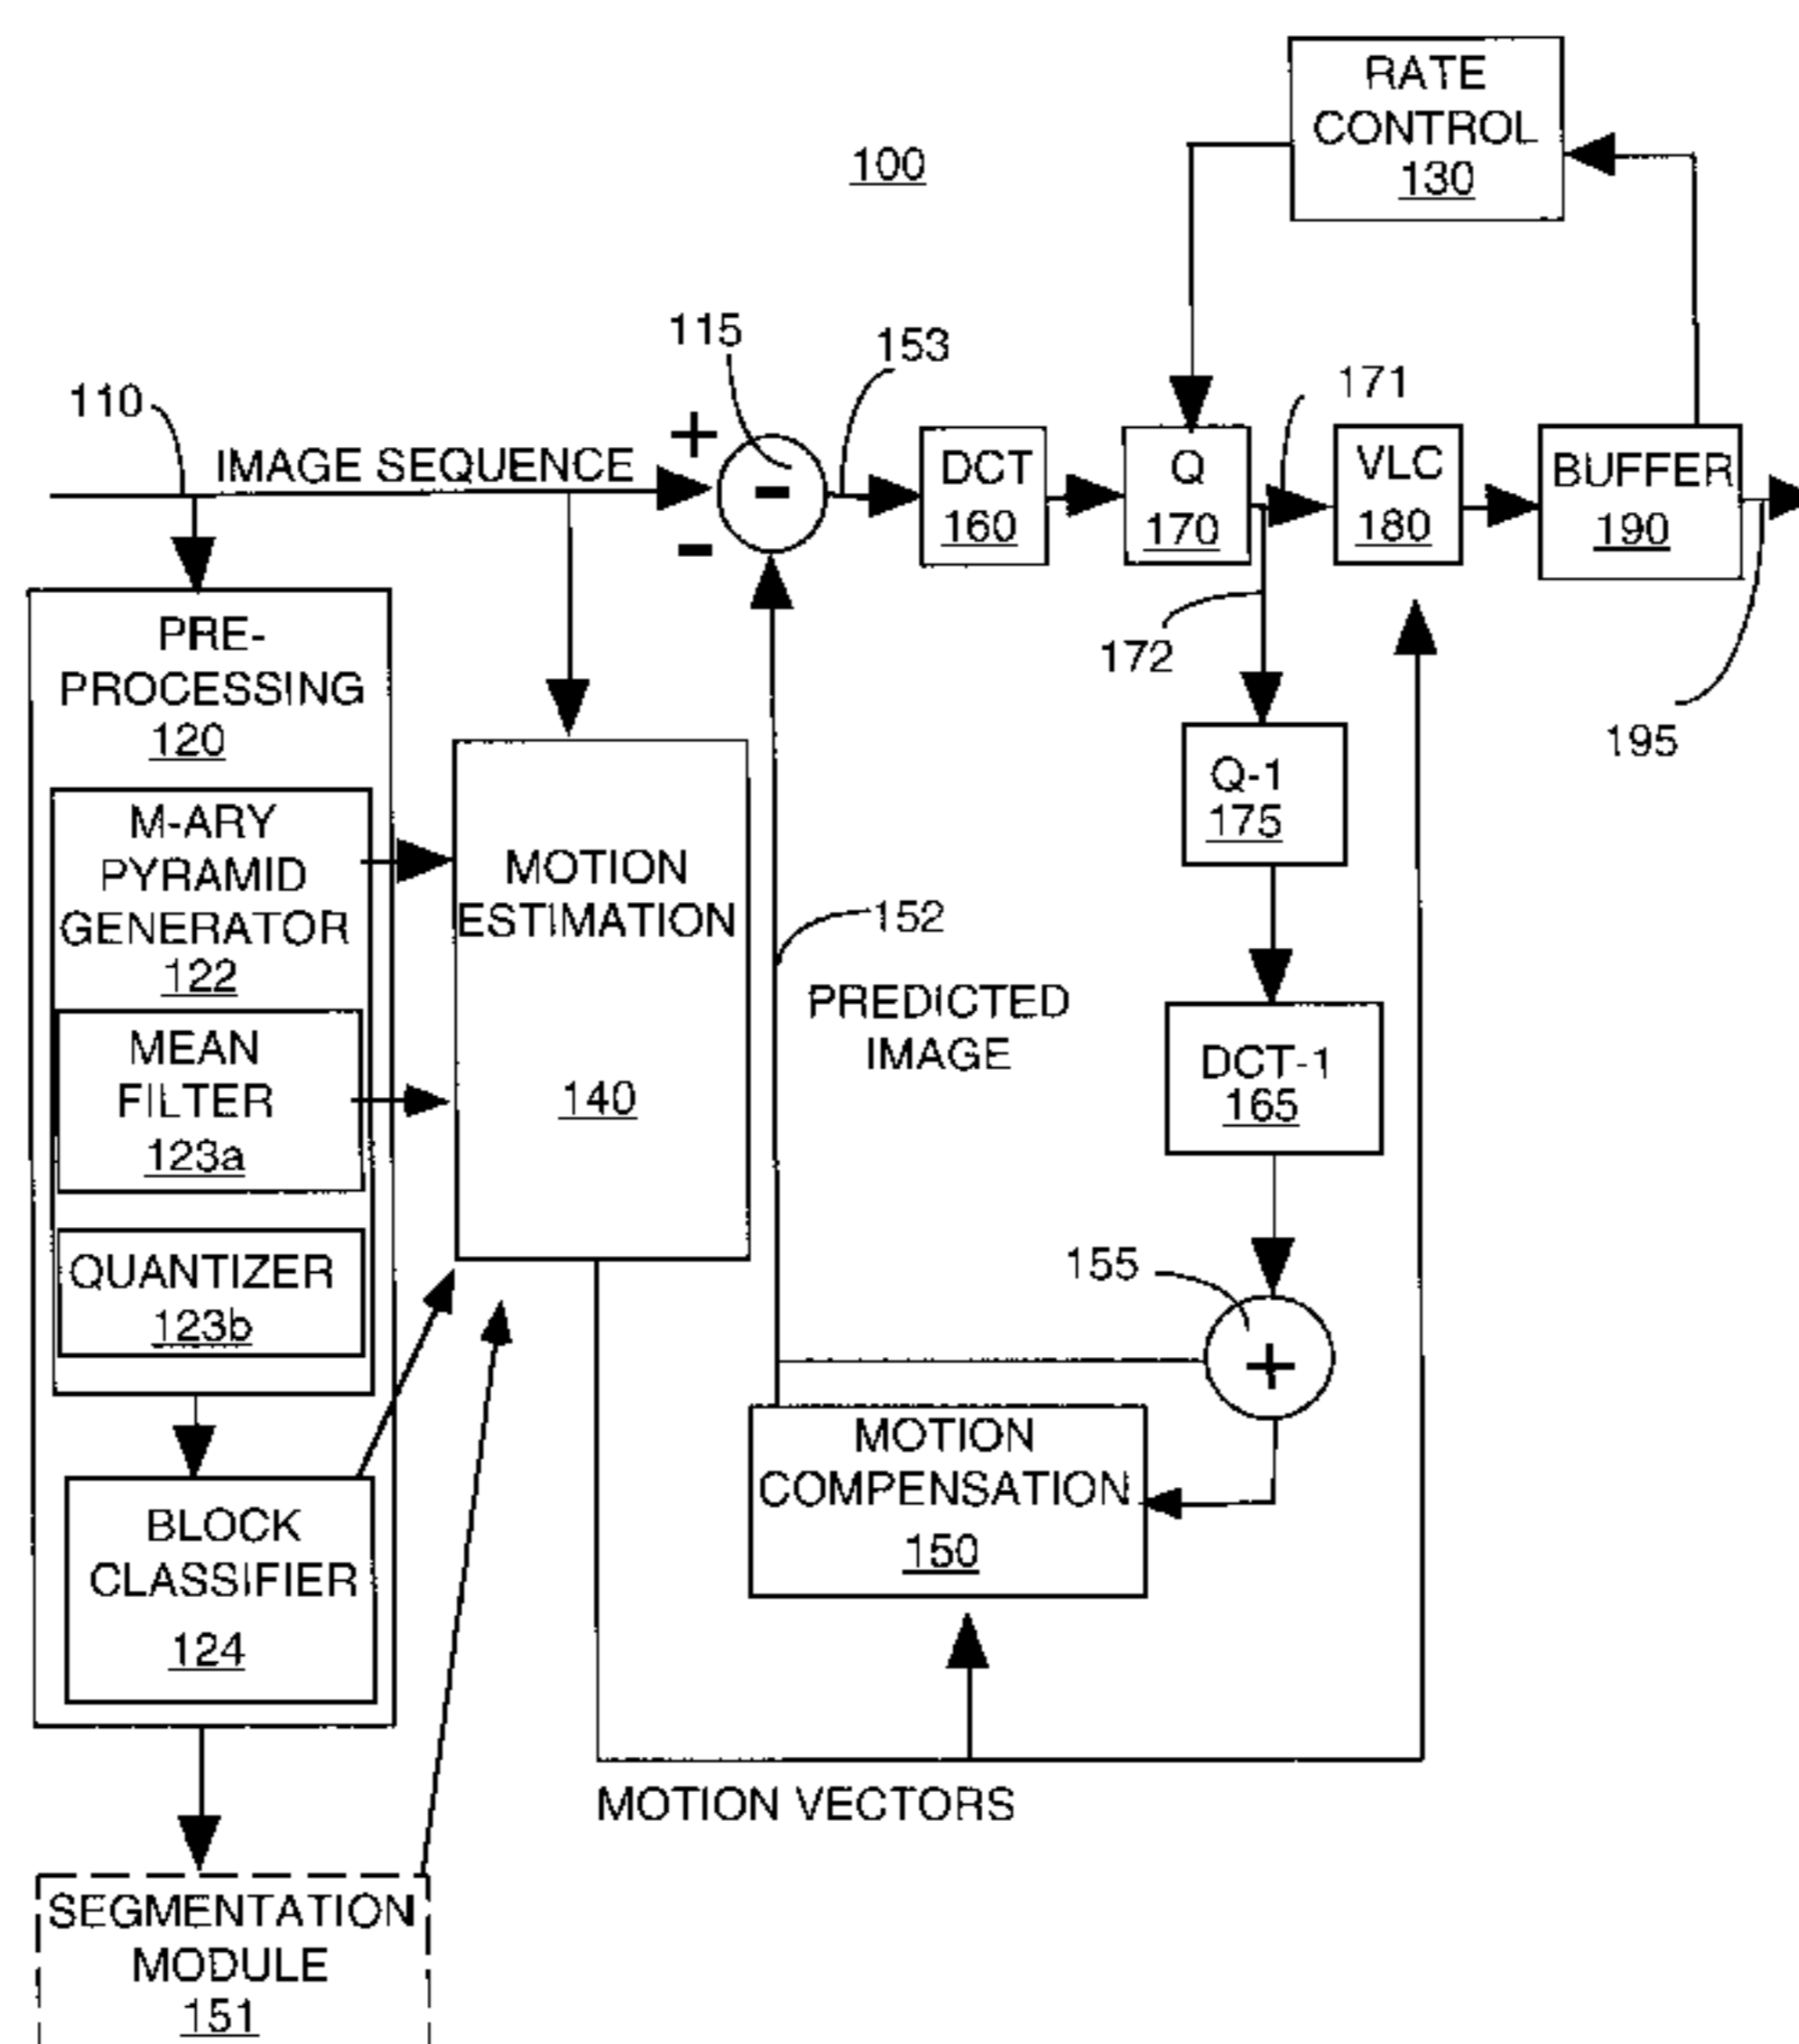 RATE
CONTROL
130
100
115
153
171
110
IMAGE SEQUENCE
+
-
-
DCT
160
Q
170
VLC
180
BUFFER
190
172
195
PRE-
PROCESSING
120
M-ARY
PYRAMID
GENERATOR
122
MEAN
FILTER
123a
QUANTIZER
123b
BLOCK
CLASSIFIER
124
SEGMENTATION
MODULE
151
MOTION
ESTIMATION
140
152
PREDICTED
IMAGE
Q-1
175
DCT-1
165
155
+
MOTION
COMPENSATION
150
MOTION VECTORS